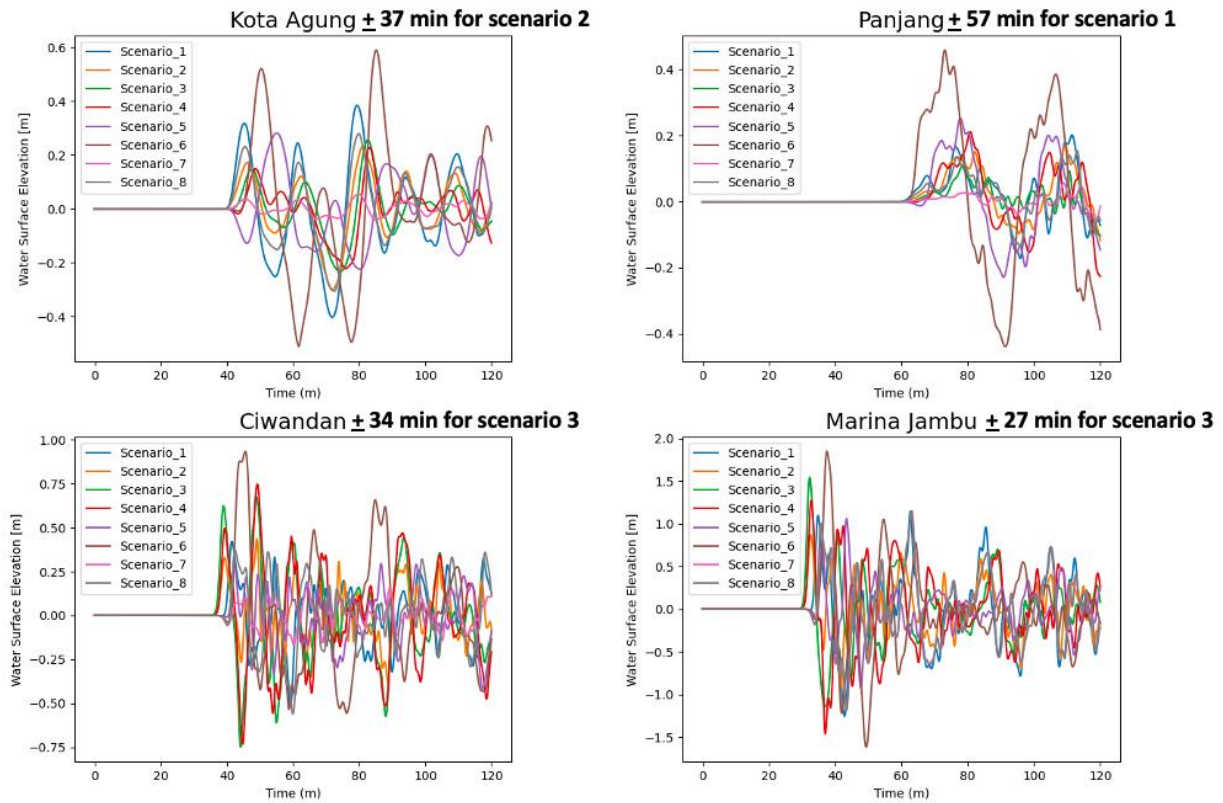 Kota Agung ± 37 min for scenario 2
0.6
0.4
0.2
0.0
−0.2
−0.4
Water Surface Elevation [m]
Scenario_1
Scenario_2
Scenario_3
Scenario_4
Scenario_5
Scenario_6
Scenario_7
Scenario_8
0 20 40 60 80 100 120
Time (m)
Panjang ± 57 min for scenario 1
0.4
0.2
0.0
−0.2
−0.4
Water Surface Elevation [m]
Scenario_1
Scenario_2
Scenario_3
Scenario_4
Scenario_5
Scenario_6
Scenario_7
Scenario_8
0 20 40 60 80 100 120
Time (m)
Ciwandan ± 34 min for scenario 3
1.00
0.75
0.50
0.25
0.00
−0.25
−0.50
−0.75
Water Surface Elevation [m]
Scenario_1
Scenario_2
Scenario_3
Scenario_4
Scenario_5
Scenario_6
Scenario_7
Scenario_8
0 20 40 60 80 100 120
Time (m)
Marina Jambu ± 27 min for scenario 3
2.0
1.5
1.0
0.5
0.0
−0.5
−1.0
−1.5
Water Surface Elevation [m]
Scenario_1
Scenario_2
Scenario_3
Scenario_4
Scenario_5
Scenario_6
Scenario_7
Scenario_8
0 20 40 60 80 100 120
Time (m)